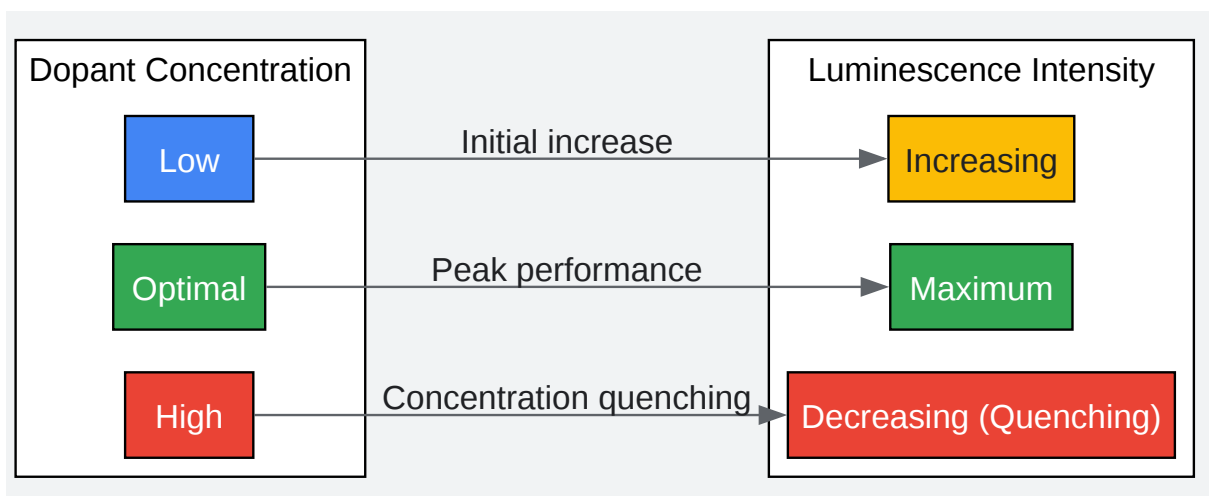 Dopant Concentration
Luminescence Intensity
Low
Initial increase
Increasing
Optimal
Peak performance
Maximum
High
Concentration quenching
Decreasing (Quenching)